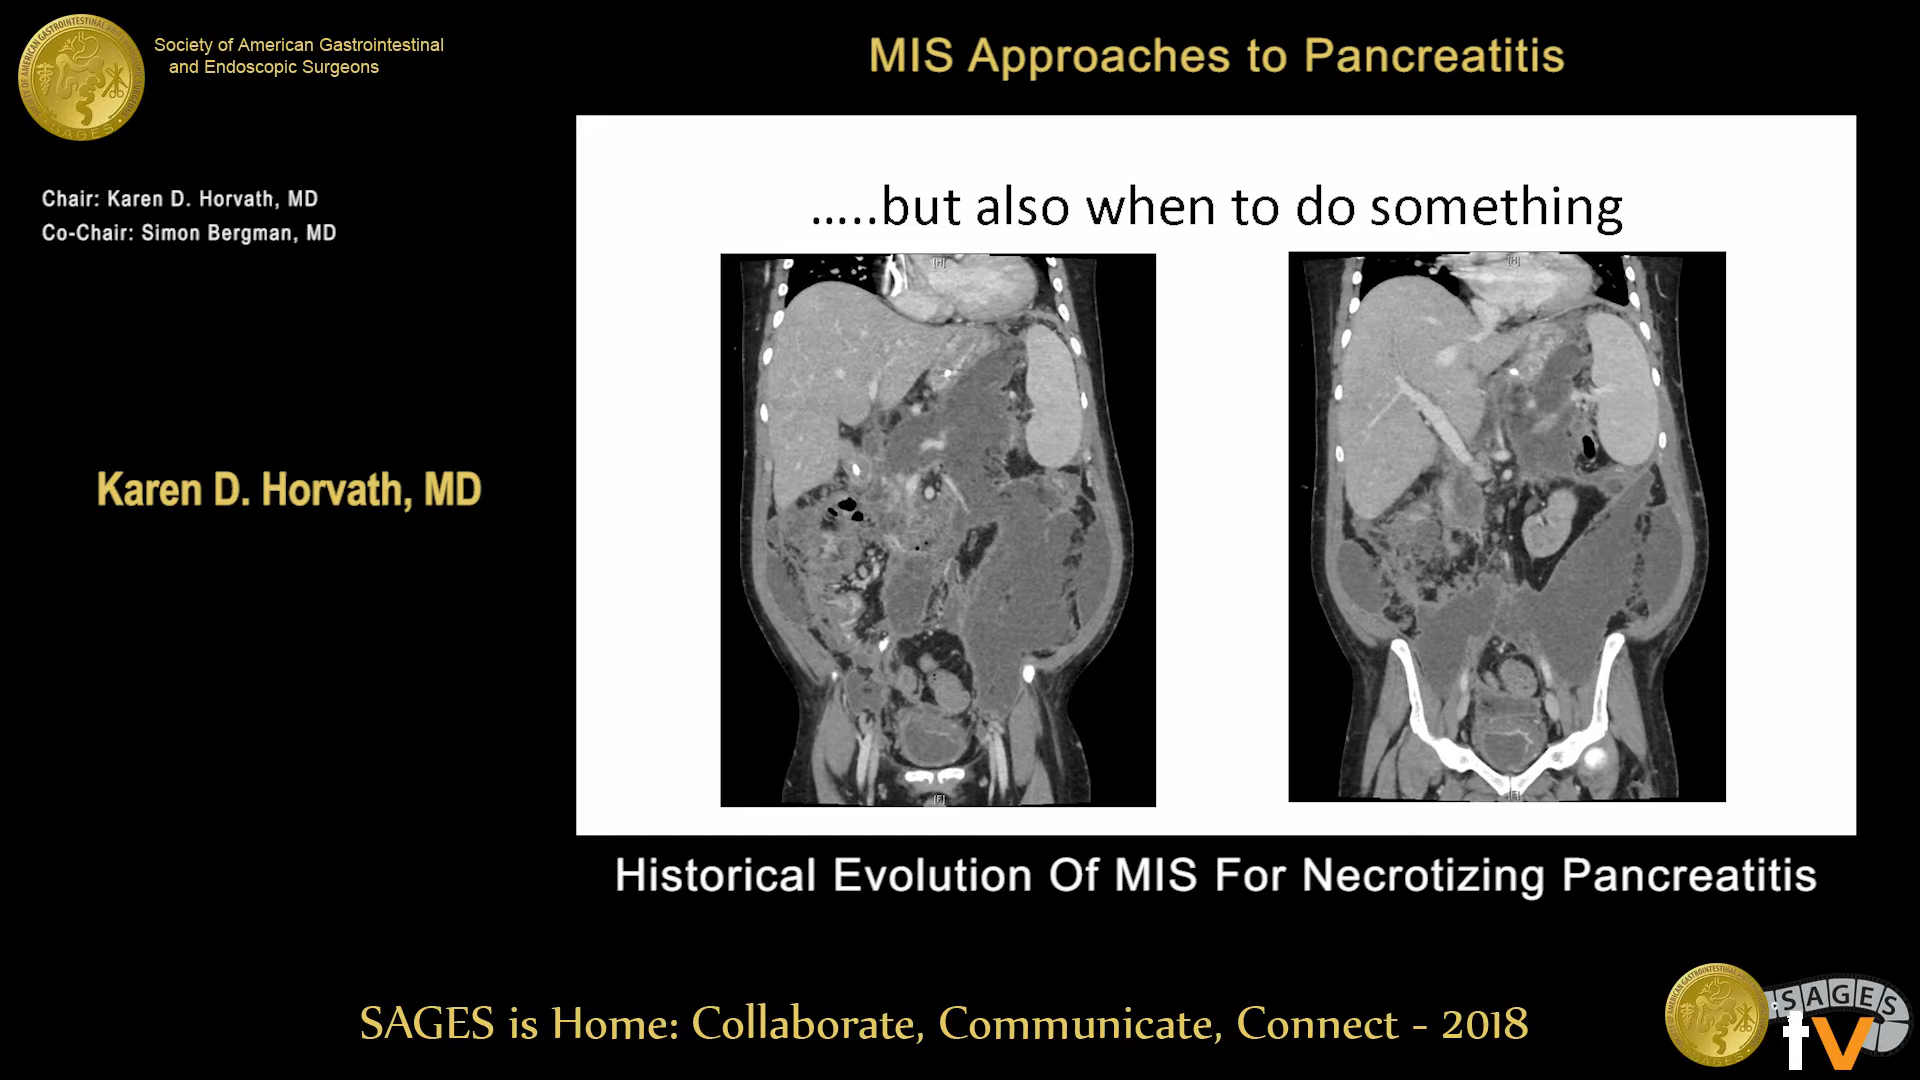 Society of American Gastrointestinal
and Endoscopic Surgeons
MIS Approaches to Pancreatitis
Chair: Karen D. Horvath, MD
Co-Chair: Simon Bergman, MD
.....but also when to do something
[H]
[H]
Karen D. Horvath, MD
[F]
[F]
Historical Evolution Of MIS For Necrotizing Pancreatitis
SAGES is Home: Collaborate, Communicate, Connect - 2018
SAGES
tv